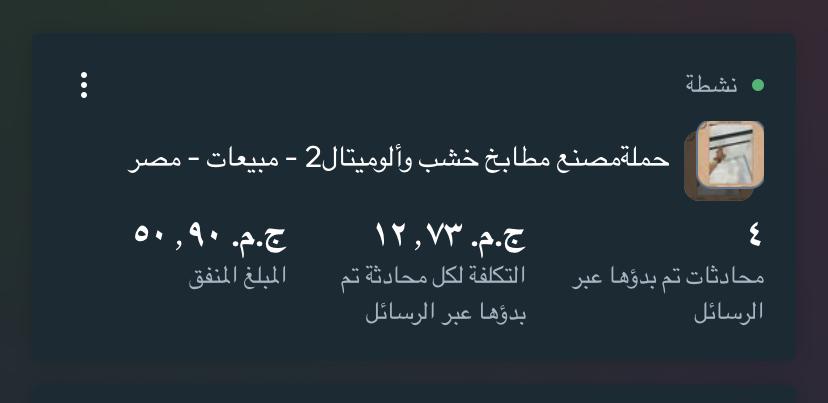 نشطة
حملةمصنع مطابخ خشب وألوميتال2 - مبيعات - مصر
٤
محادثات تم بدؤها عبر
الرسائل
ج.م. ١٢,٧٣
التكلفة لكل محادثة تم
بدؤها عبر الرسائل
ج.م. ٥٠,٩٠
المبلغ المنفق